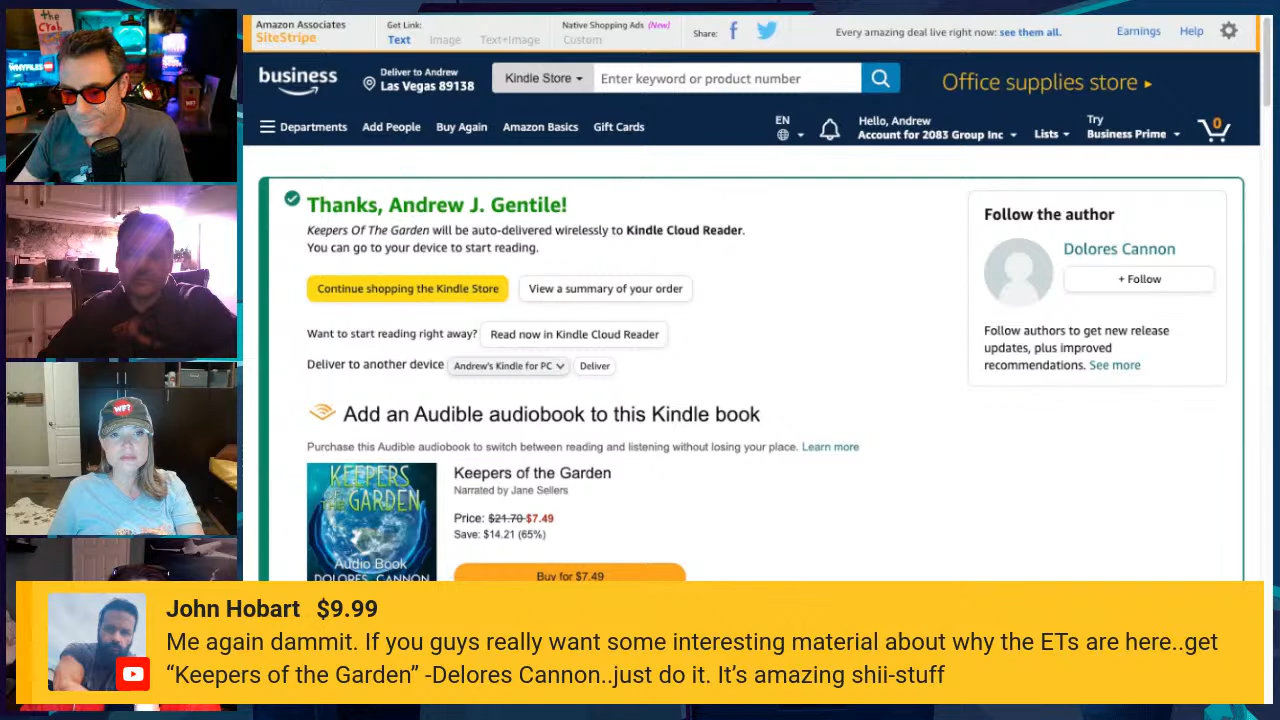 the Crab
WHYFILES
WF?
Amazon Associates
SiteStripe
Get Link:
Text Image Text+Image
Native Shopping Ads (New)
Custom
Share:
Every amazing deal live right now: see them all.
Earnings Help
business
Deliver to Andrew
Las Vegas 89138
Kindle Store
Enter keyword or product number
Office supplies store ▸
Departments Add People Buy Again Amazon Basics Gift Cards
EN
Hello, Andrew
Account for 2083 Group Inc
Lists
Try
Business Prime
0
Thanks, Andrew J. Gentile!
Keepers Of The Garden will be auto-delivered wirelessly to Kindle Cloud Reader.
You can go to your device to start reading.
Continue shopping the Kindle Store View a summary of your order
Want to start reading right away? Read now in Kindle Cloud Reader
Deliver to another device Andrew's Kindle for PC Deliver
Follow the author
Dolores Cannon
+ Follow
Follow authors to get new release
updates, plus improved
recommendations. See more
Add an Audible audiobook to this Kindle book
Purchase this Audible audiobook to switch between reading and listening without losing your place. Learn more
KEEPERS
OF THE
GARDEN
Audio Book
DOLORES CANNON
Keepers of the Garden
Narrated by Jane Sellers
Price: $21.70 $7.49
Save: $14.21 (65%)
Buy for $7.49
John Hobart $9.99
Me again dammit. If you guys really want some interesting material about why the ETs are here..get
“Keepers of the Garden” -Delores Cannon..just do it. It’s amazing shii-stuff